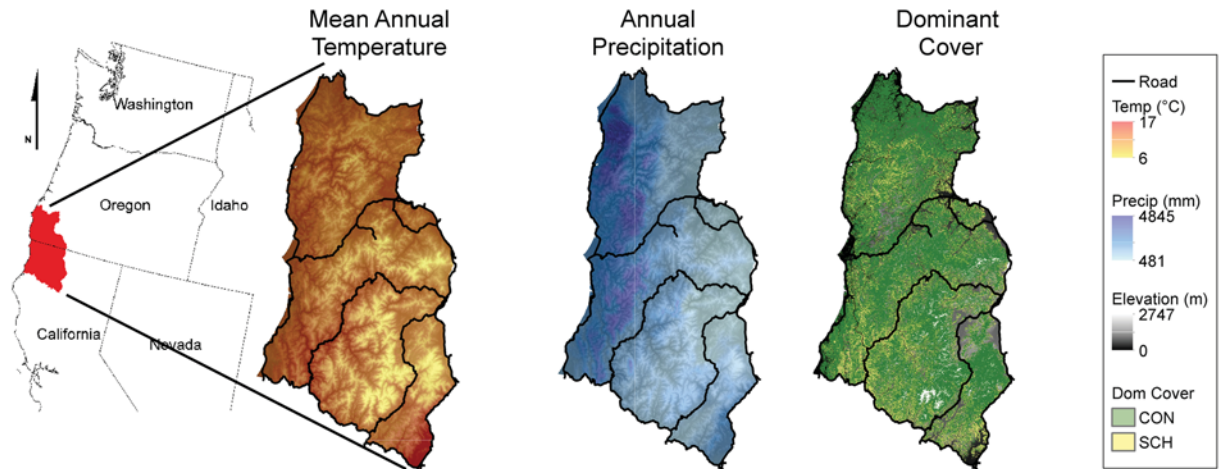 Mean Annual
Temperature
Annual
Precipitation
Dominant
Cover
Washington
N
Oregon
Idaho
California
Nevada
Road
Temp (°C)
17
6
Precip (mm)
4845
481
Elevation (m)
2747
0
Dom Cover
CON
SCH